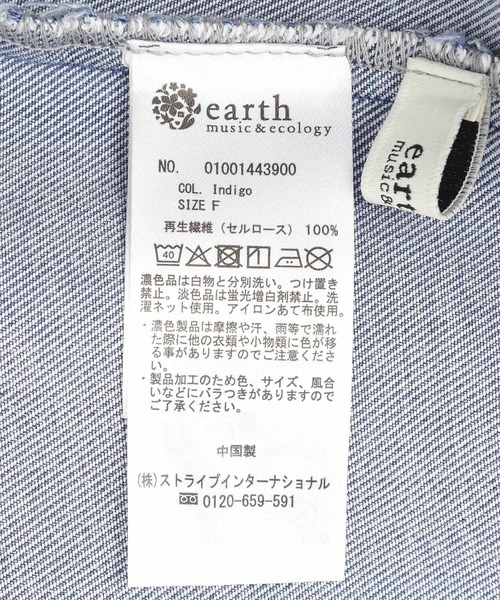 earth
music&ecology
NO. 01001443900
COL. Indigo
SIZE F
再生繊維 (セルロース) 100%
40
濃色品は白物と分別洗い。つけ置き
禁止。淡色品は蛍光増白剤禁止。洗
濯ネット使用。アイロンあて布使用。
・濃色製品は摩擦や汗、雨等で濡れ
た際に他の衣類や小物類に色が移
る事がありますのでご注意くださ
い。
・製品加工のため色、サイズ、風合
いなどにバラつきがありますので
ご了承ください。
中国製
(株)ストライプインターナショナル
0120-659-591
ear
music&